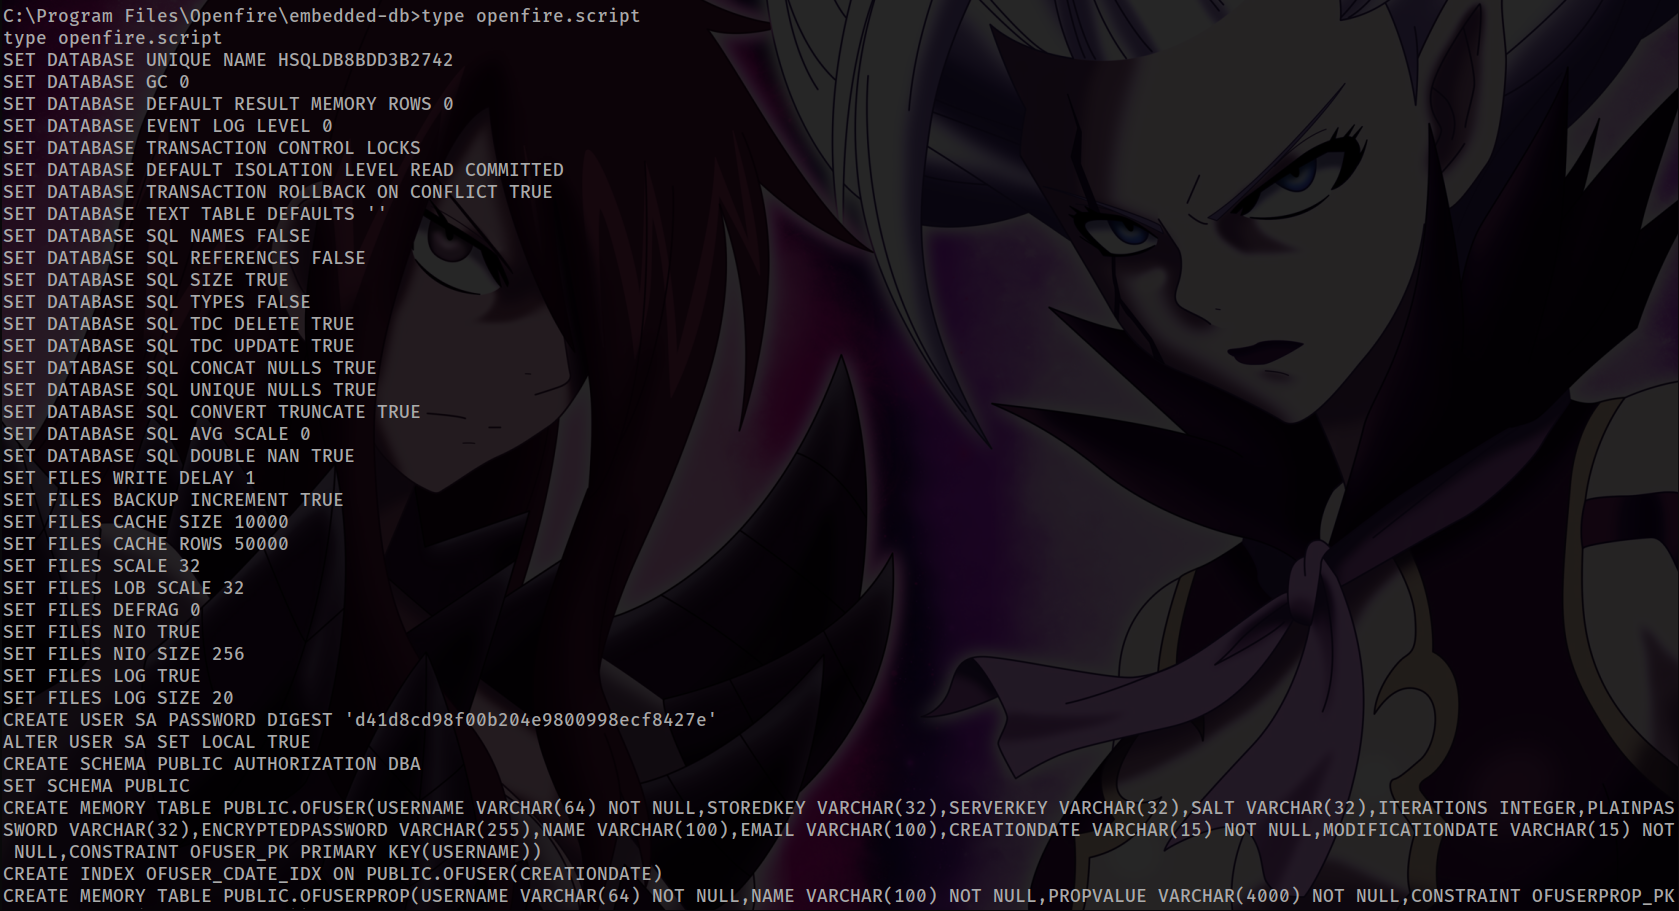 C:\Program Files\Openfire\embedded-db>type openfire.script
type openfire.script
SET DATABASE UNIQUE NAME HSQLDB8BDD3B2742
SET DATABASE GC 0
SET DATABASE DEFAULT RESULT MEMORY ROWS 0
SET DATABASE EVENT LOG LEVEL 0
SET DATABASE TRANSACTION CONTROL LOCKS
SET DATABASE DEFAULT ISOLATION LEVEL READ COMMITTED
SET DATABASE TRANSACTION ROLLBACK ON CONFLICT TRUE
SET DATABASE TEXT TABLE DEFAULTS ''
SET DATABASE SQL NAMES FALSE
SET DATABASE SQL REFERENCES FALSE
SET DATABASE SQL SIZE TRUE
SET DATABASE SQL TYPES FALSE
SET DATABASE SQL TDC DELETE TRUE
SET DATABASE SQL TDC UPDATE TRUE
SET DATABASE SQL CONCAT NULLS TRUE
SET DATABASE SQL UNIQUE NULLS TRUE
SET DATABASE SQL CONVERT TRUNCATE TRUE
SET DATABASE SQL AVG SCALE 0
SET DATABASE SQL DOUBLE NAN TRUE
SET FILES WRITE DELAY 1
SET FILES BACKUP INCREMENT TRUE
SET FILES CACHE SIZE 10000
SET FILES CACHE ROWS 50000
SET FILES SCALE 32
SET FILES LOB SCALE 32
SET FILES DEFRAG 0
SET FILES NIO TRUE
SET FILES NIO SIZE 256
SET FILES LOG TRUE
SET FILES LOG SIZE 20
CREATE USER SA PASSWORD DIGEST 'd41d8cd98f00b204e9800998ecf8427e'
ALTER USER SA SET LOCAL TRUE
CREATE SCHEMA PUBLIC AUTHORIZATION DBA
SET SCHEMA PUBLIC
CREATE MEMORY TABLE PUBLIC.OFUSER(USERNAME VARCHAR(64) NOT NULL,STOREDKEY VARCHAR(32),SERVERKEY VARCHAR(32),SALT VARCHAR(32),ITERATIONS INTEGER,PLAINPAS
SWORD VARCHAR(32),ENCRYPTEDPASSWORD VARCHAR(255),NAME VARCHAR(100),EMAIL VARCHAR(100),CREATIONDATE VARCHAR(15) NOT NULL,MODIFICATIONDATE VARCHAR(15) NOT
 NULL,CONSTRAINT OFUSER_PK PRIMARY KEY(USERNAME))
CREATE INDEX OFUSER_CDATE_IDX ON PUBLIC.OFUSER(CREATIONDATE)
CREATE MEMORY TABLE PUBLIC.OFUSERPROP(USERNAME VARCHAR(64) NOT NULL,NAME VARCHAR(100) NOT NULL,PROPVALUE VARCHAR(4000) NOT NULL,CONSTRAINT OFUSERPROP_PK